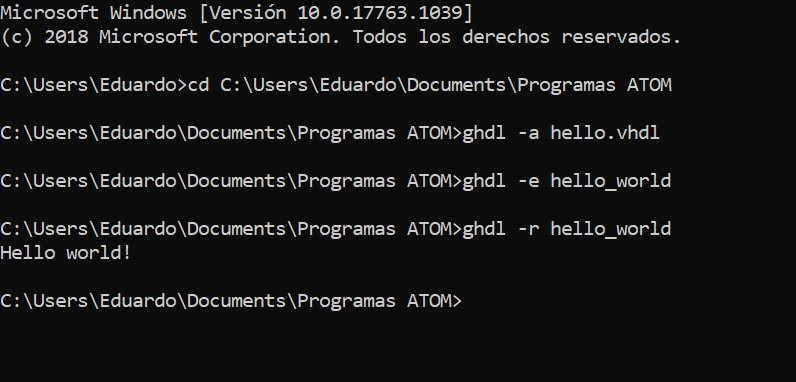 Microsoft Windows [Versión 10.0.17763.1039]
(c) 2018 Microsoft Corporation. Todos los derechos reservados.
C:\Users\Eduardo>cd C:\Users\Eduardo\Documents\Programas ATOM
C:\Users\Eduardo\Documents\Programas ATOM>ghdl -a hello.vhdl
C:\Users\Eduardo\Documents\Programas ATOM>ghdl -e hello_world
C:\Users\Eduardo\Documents\Programas ATOM>ghdl -r hello_world
Hello world!
C:\Users\Eduardo\Documents\Programas ATOM>